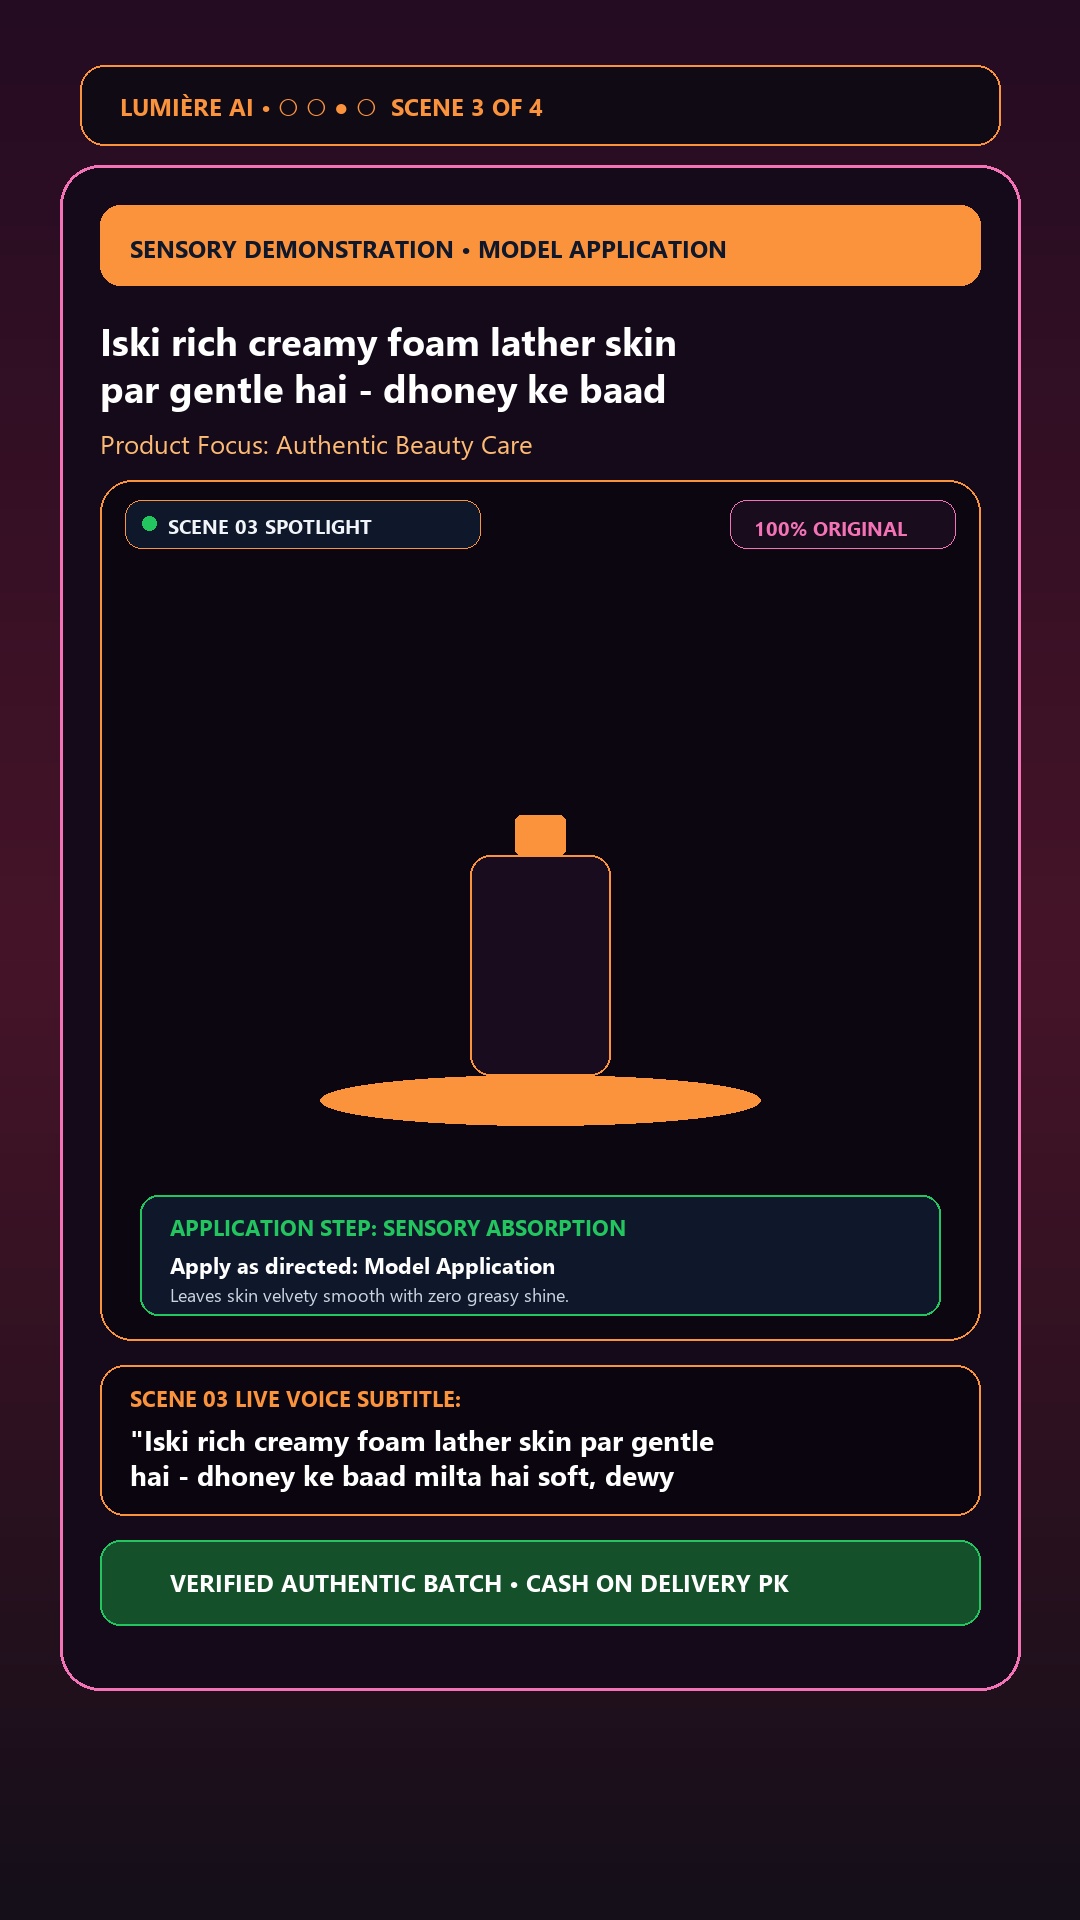 LUMIÈRE AI • ○ ○ ● ○ SCENE 3 OF 4
SENSORY DEMONSTRATION • MODEL APPLICATION
Iski rich creamy foam lather skin
par gentle hai - dhoney ke baad
Product Focus: Authentic Beauty Care
SCENE 03 SPOTLIGHT
100% ORIGINAL
APPLICATION STEP: SENSORY ABSORPTION
Apply as directed: Model Application
Leaves skin velvety smooth with zero greasy shine.
SCENE 03 LIVE VOICE SUBTITLE:
"Iski rich creamy foam lather skin par gentle
hai - dhoney ke baad milta hai soft, dewy
VERIFIED AUTHENTIC BATCH • CASH ON DELIVERY PK